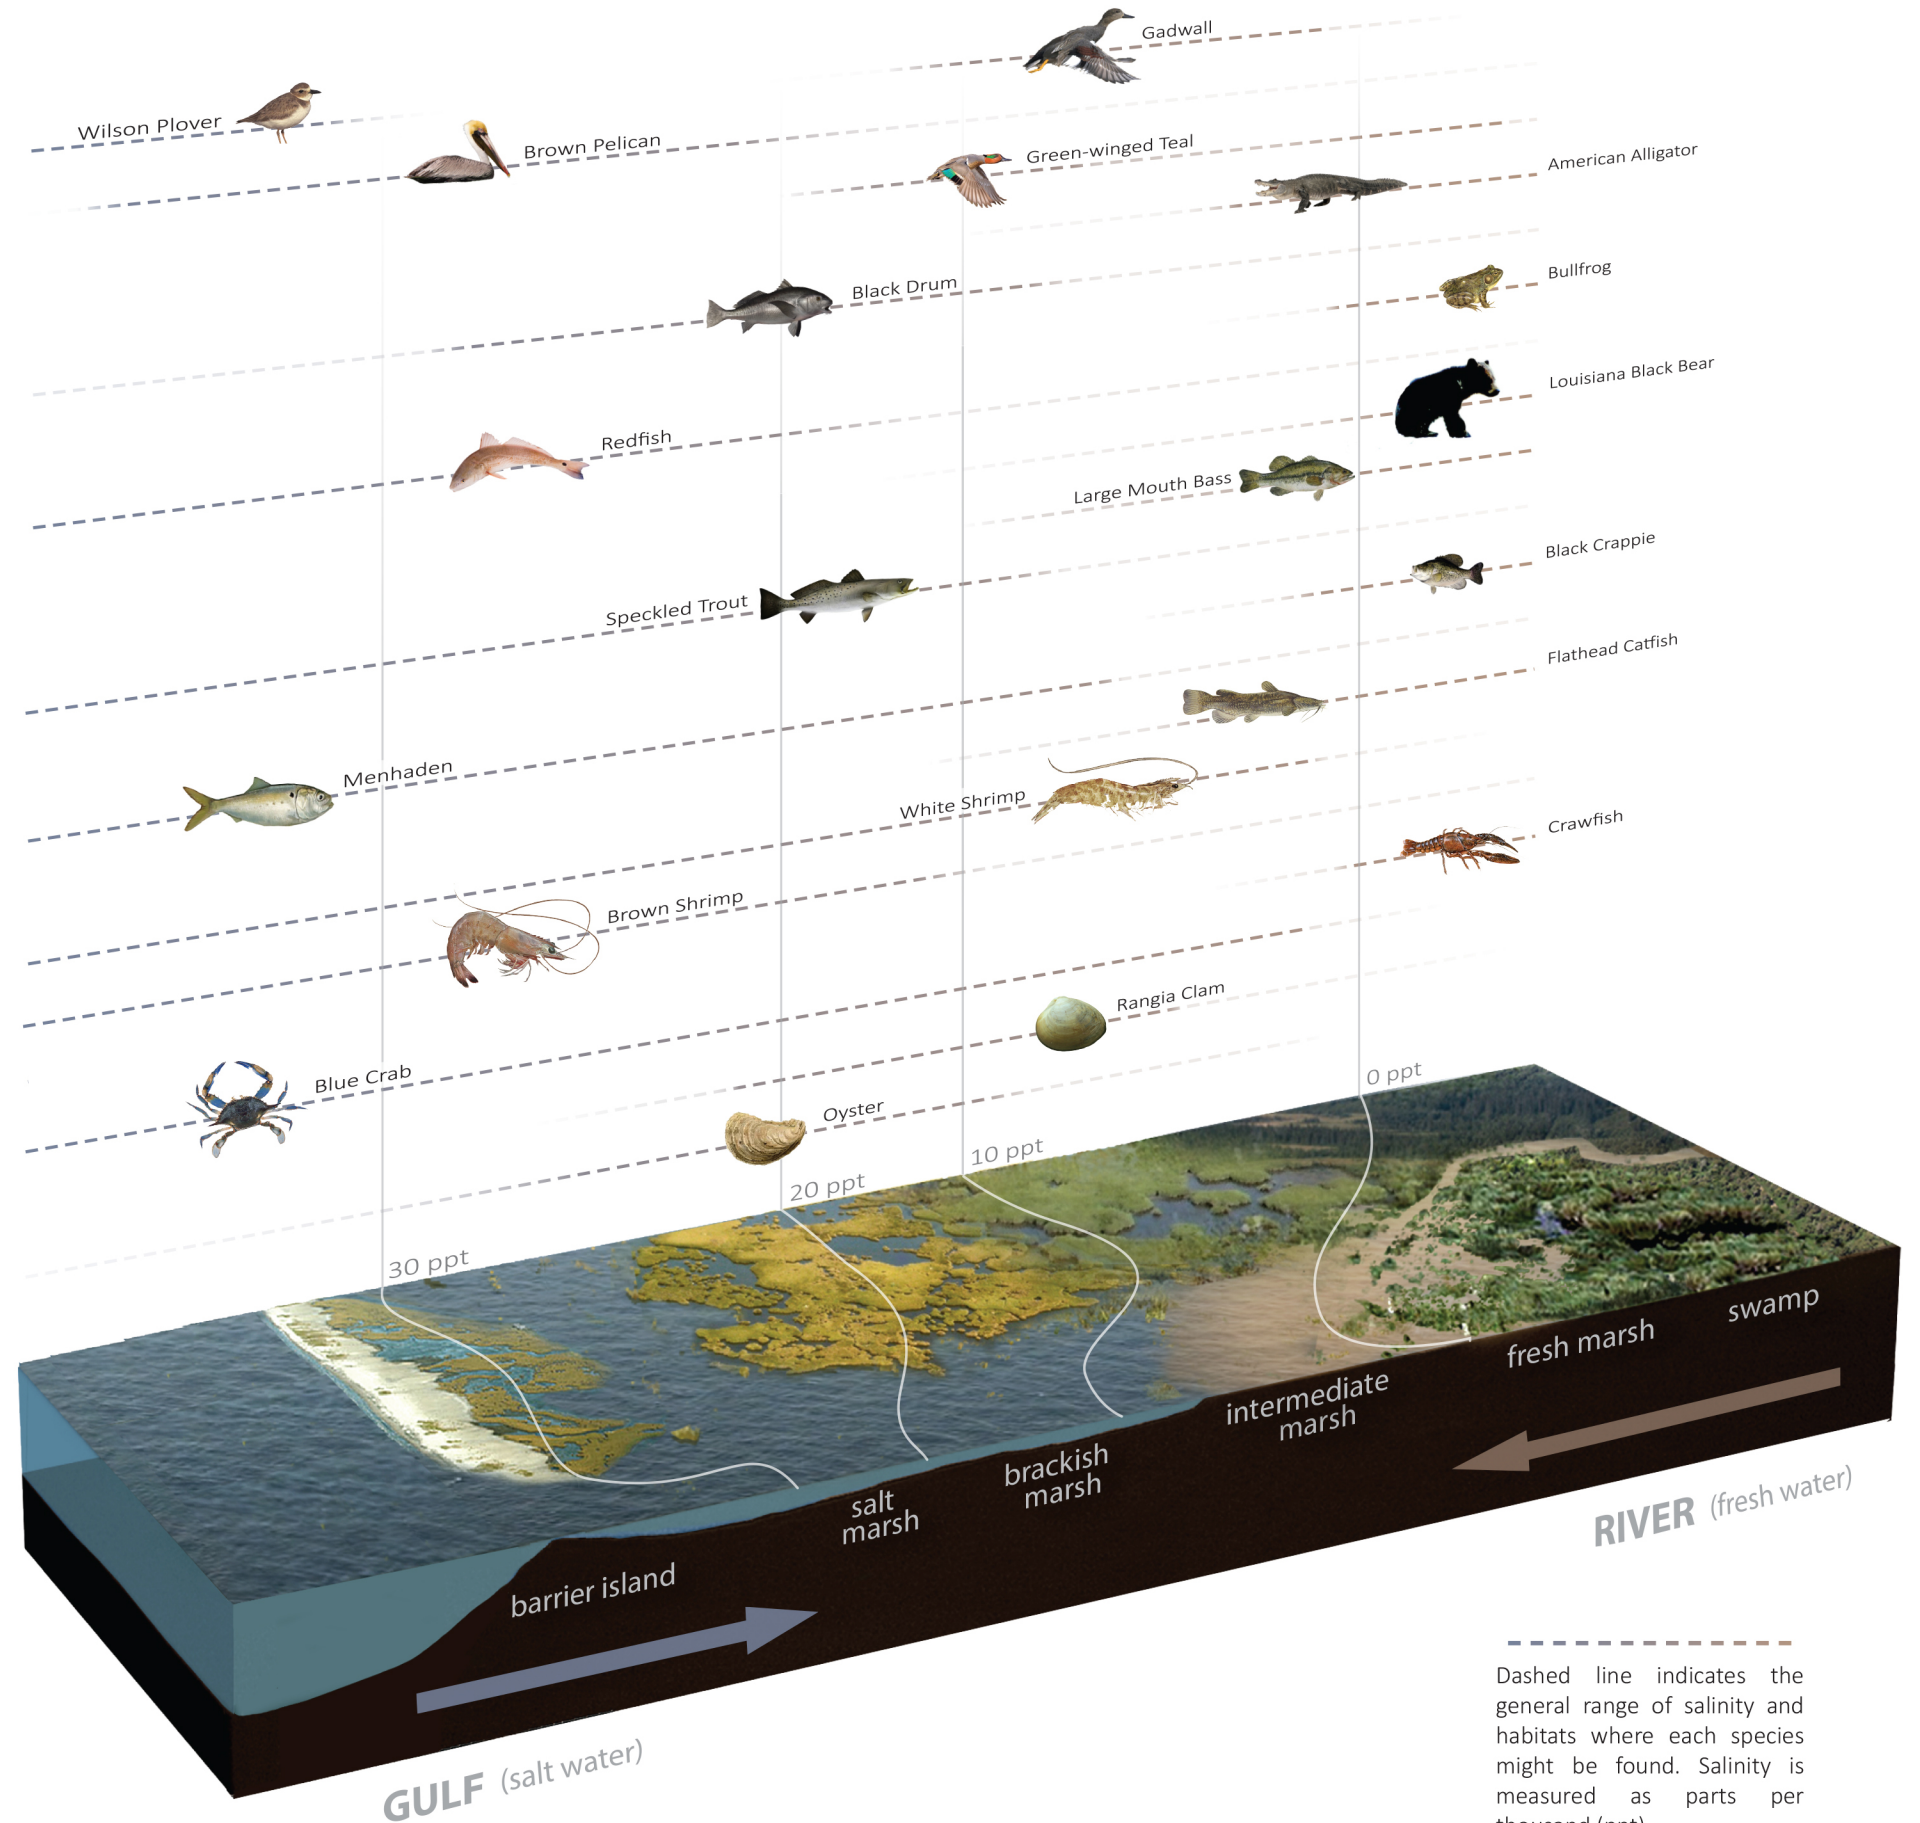 Gadwall
Wilson Plover
Brown Pelican
Green-winged Teal
American Alligator
Black Drum
Bullfrog
Louisiana Black Bear
Redfish
Large Mouth Bass
Black Crappie
Speckled Trout
Flathead Catfish
Menhaden
White Shrimp
Crawfish
Brown Shrimp
Rangia Clam
Blue Crab
Oyster
0 ppt
10 ppt
20 ppt
30 ppt
swamp
fresh marsh
intermediate
marsh
brackish
marsh
salt
marsh
barrier island
RIVER (fresh water)
GULF (salt water)
Dashed line indicates the
general range of salinity and
habitats where each species
might be found. Salinity is
measured as parts per
thousand (ppt)